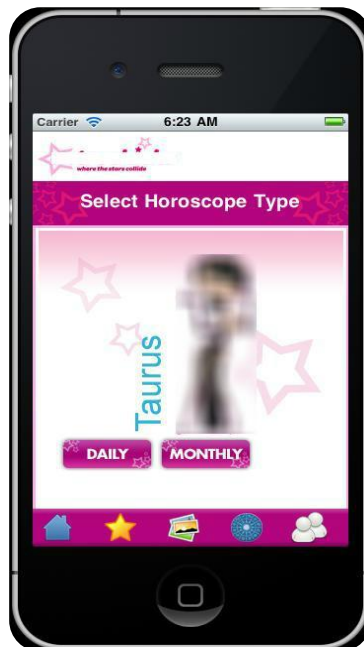 Carrier 6:23 AM
where the stars collide
Select Horoscope Type
Taurus
DAILY MONTHLY